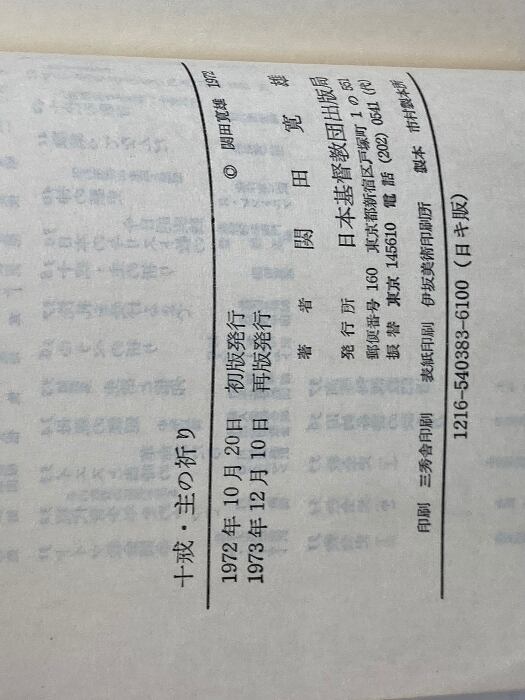 十戒・主の祈り
© 関田寛雄 1972
1972年10月20日 初版発行
1973年12月10日 再版発行
著者 関田寛雄
発行所 日本基督教団出版局
郵便番号 160 東京都新宿区戸塚町1の551
振替 東京 145610 電話 (202) 0541 (代)
印刷 三秀舎印刷 表紙印刷 伊坂美術印刷所 製本 市村製本所
1216-540383-6100 (日キ版)